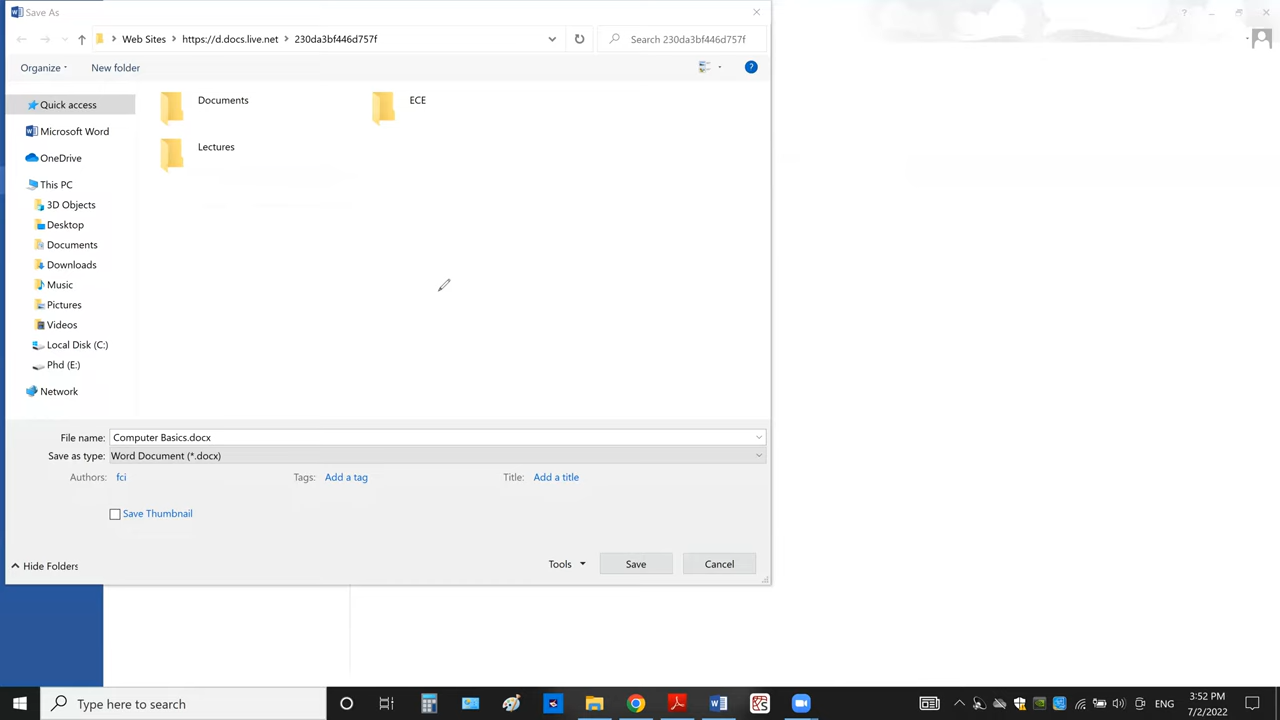 Save As
Web Sites https://d.docs.live.net 230da3bf446d757f
Search 230da3bf446d757f
Organize
New folder
Quick access
Microsoft Word
OneDrive
This PC
3D Objects
Desktop
Documents
Downloads
Music
Pictures
Videos
Local Disk (C:)
Phd (E:)
Network
Documents
ECE
Lectures
File name: Computer Basics.docx
Save as type: Word Document (*.docx)
Authors: fci
Tags: Add a tag
Title: Add a title
Save Thumbnail
Hide Folders
Tools
Save
Cancel
Type here to search
ENG
3:52 PM
7/2/2022